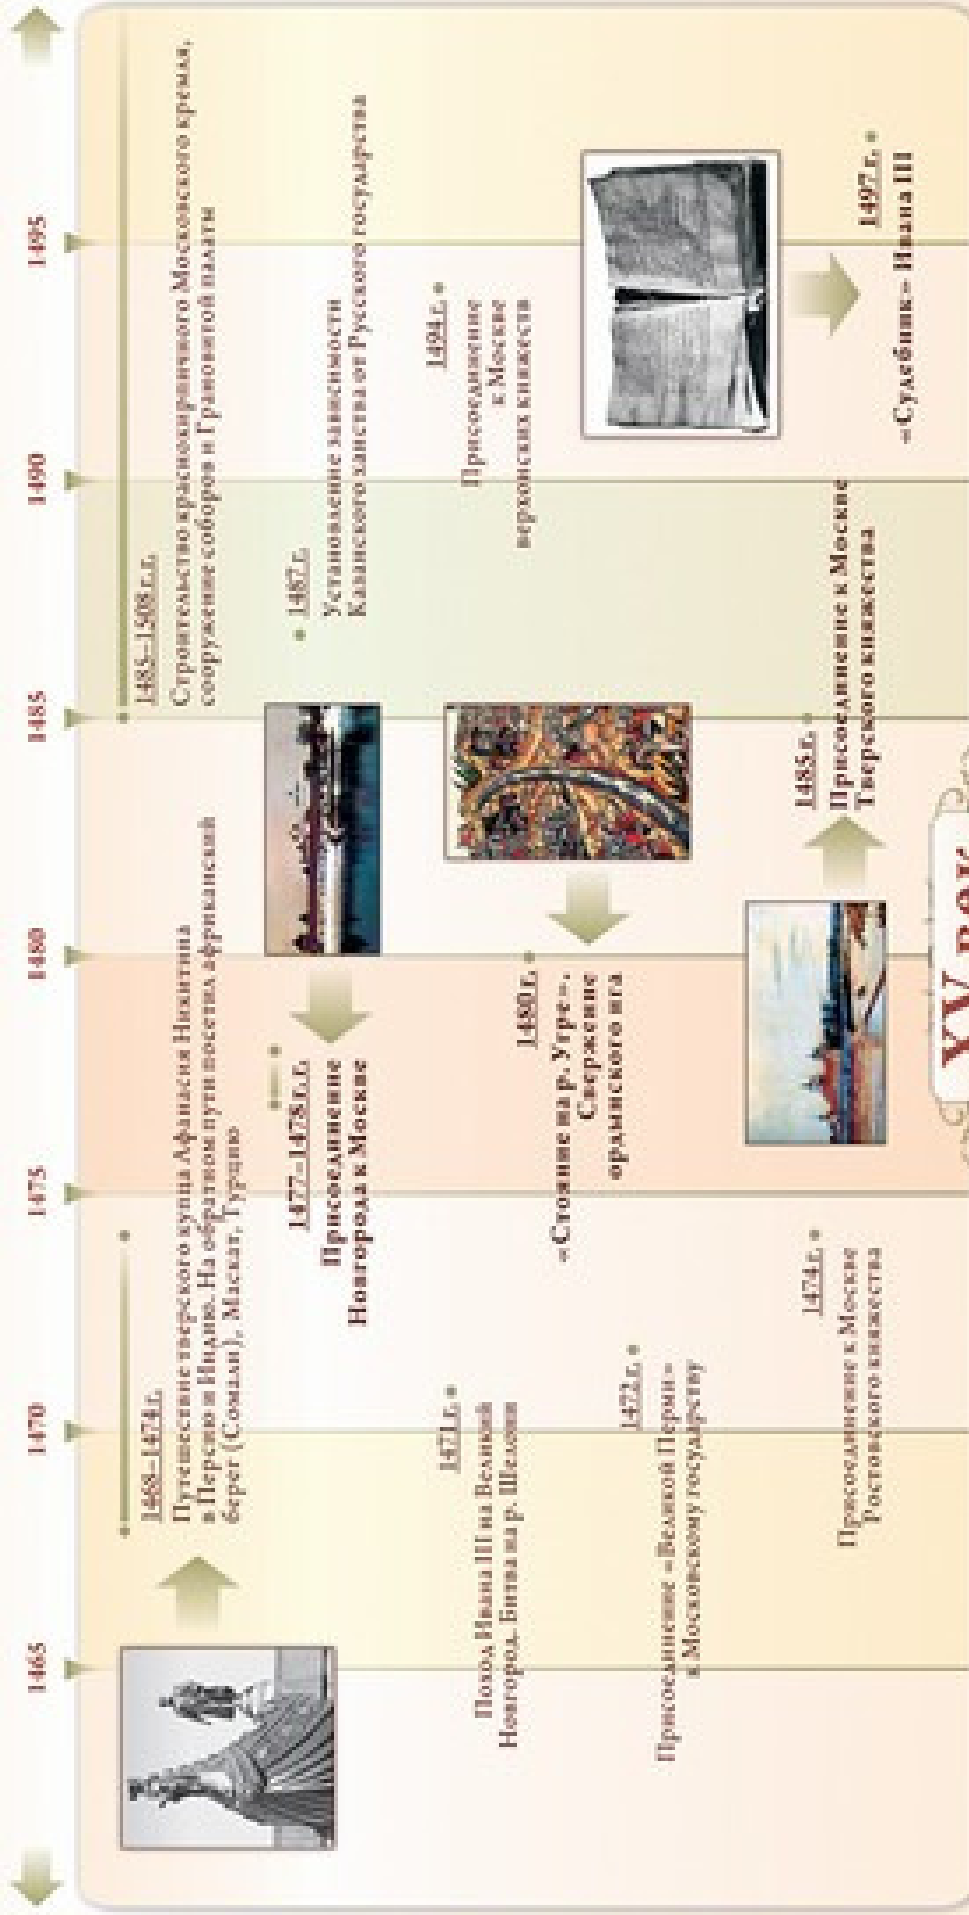 1465
1470
1475
1480
1485
1490
1495
1468–1474 г.
Путешествие тверского купца Афанасия Никитина
в Персию и Индию. На обратном пути посетил африканский
берег (Сомали), Маскат, Турцию
1485–1508 г.г.
Строительство краснокирпичного Московского кремля,
сооружение соборов и Грановитой палаты
1477–1478 г.г.
Присоединение
Новгорода к Москве
1487 г.
Установление зависимости
Казанского ханства от Русского государства
1471 г.
Поход Ивана III на Великий
Новгород. Битва на р. Шелони
1480 г.
«Стояние на р. Угре».
Свержение
ордынского ига
1494 г.
Присоединение
к Москве
верховских княжеств
1472 г.
Присоединение «Великой Перми»
к Московскому государству
1474 г.
Присоединение к Москве
Ростовского княжества
1485 г.
Присоединение к Москве
Тверского княжества
1497 г.
«Судебник» Ивана III
XV век